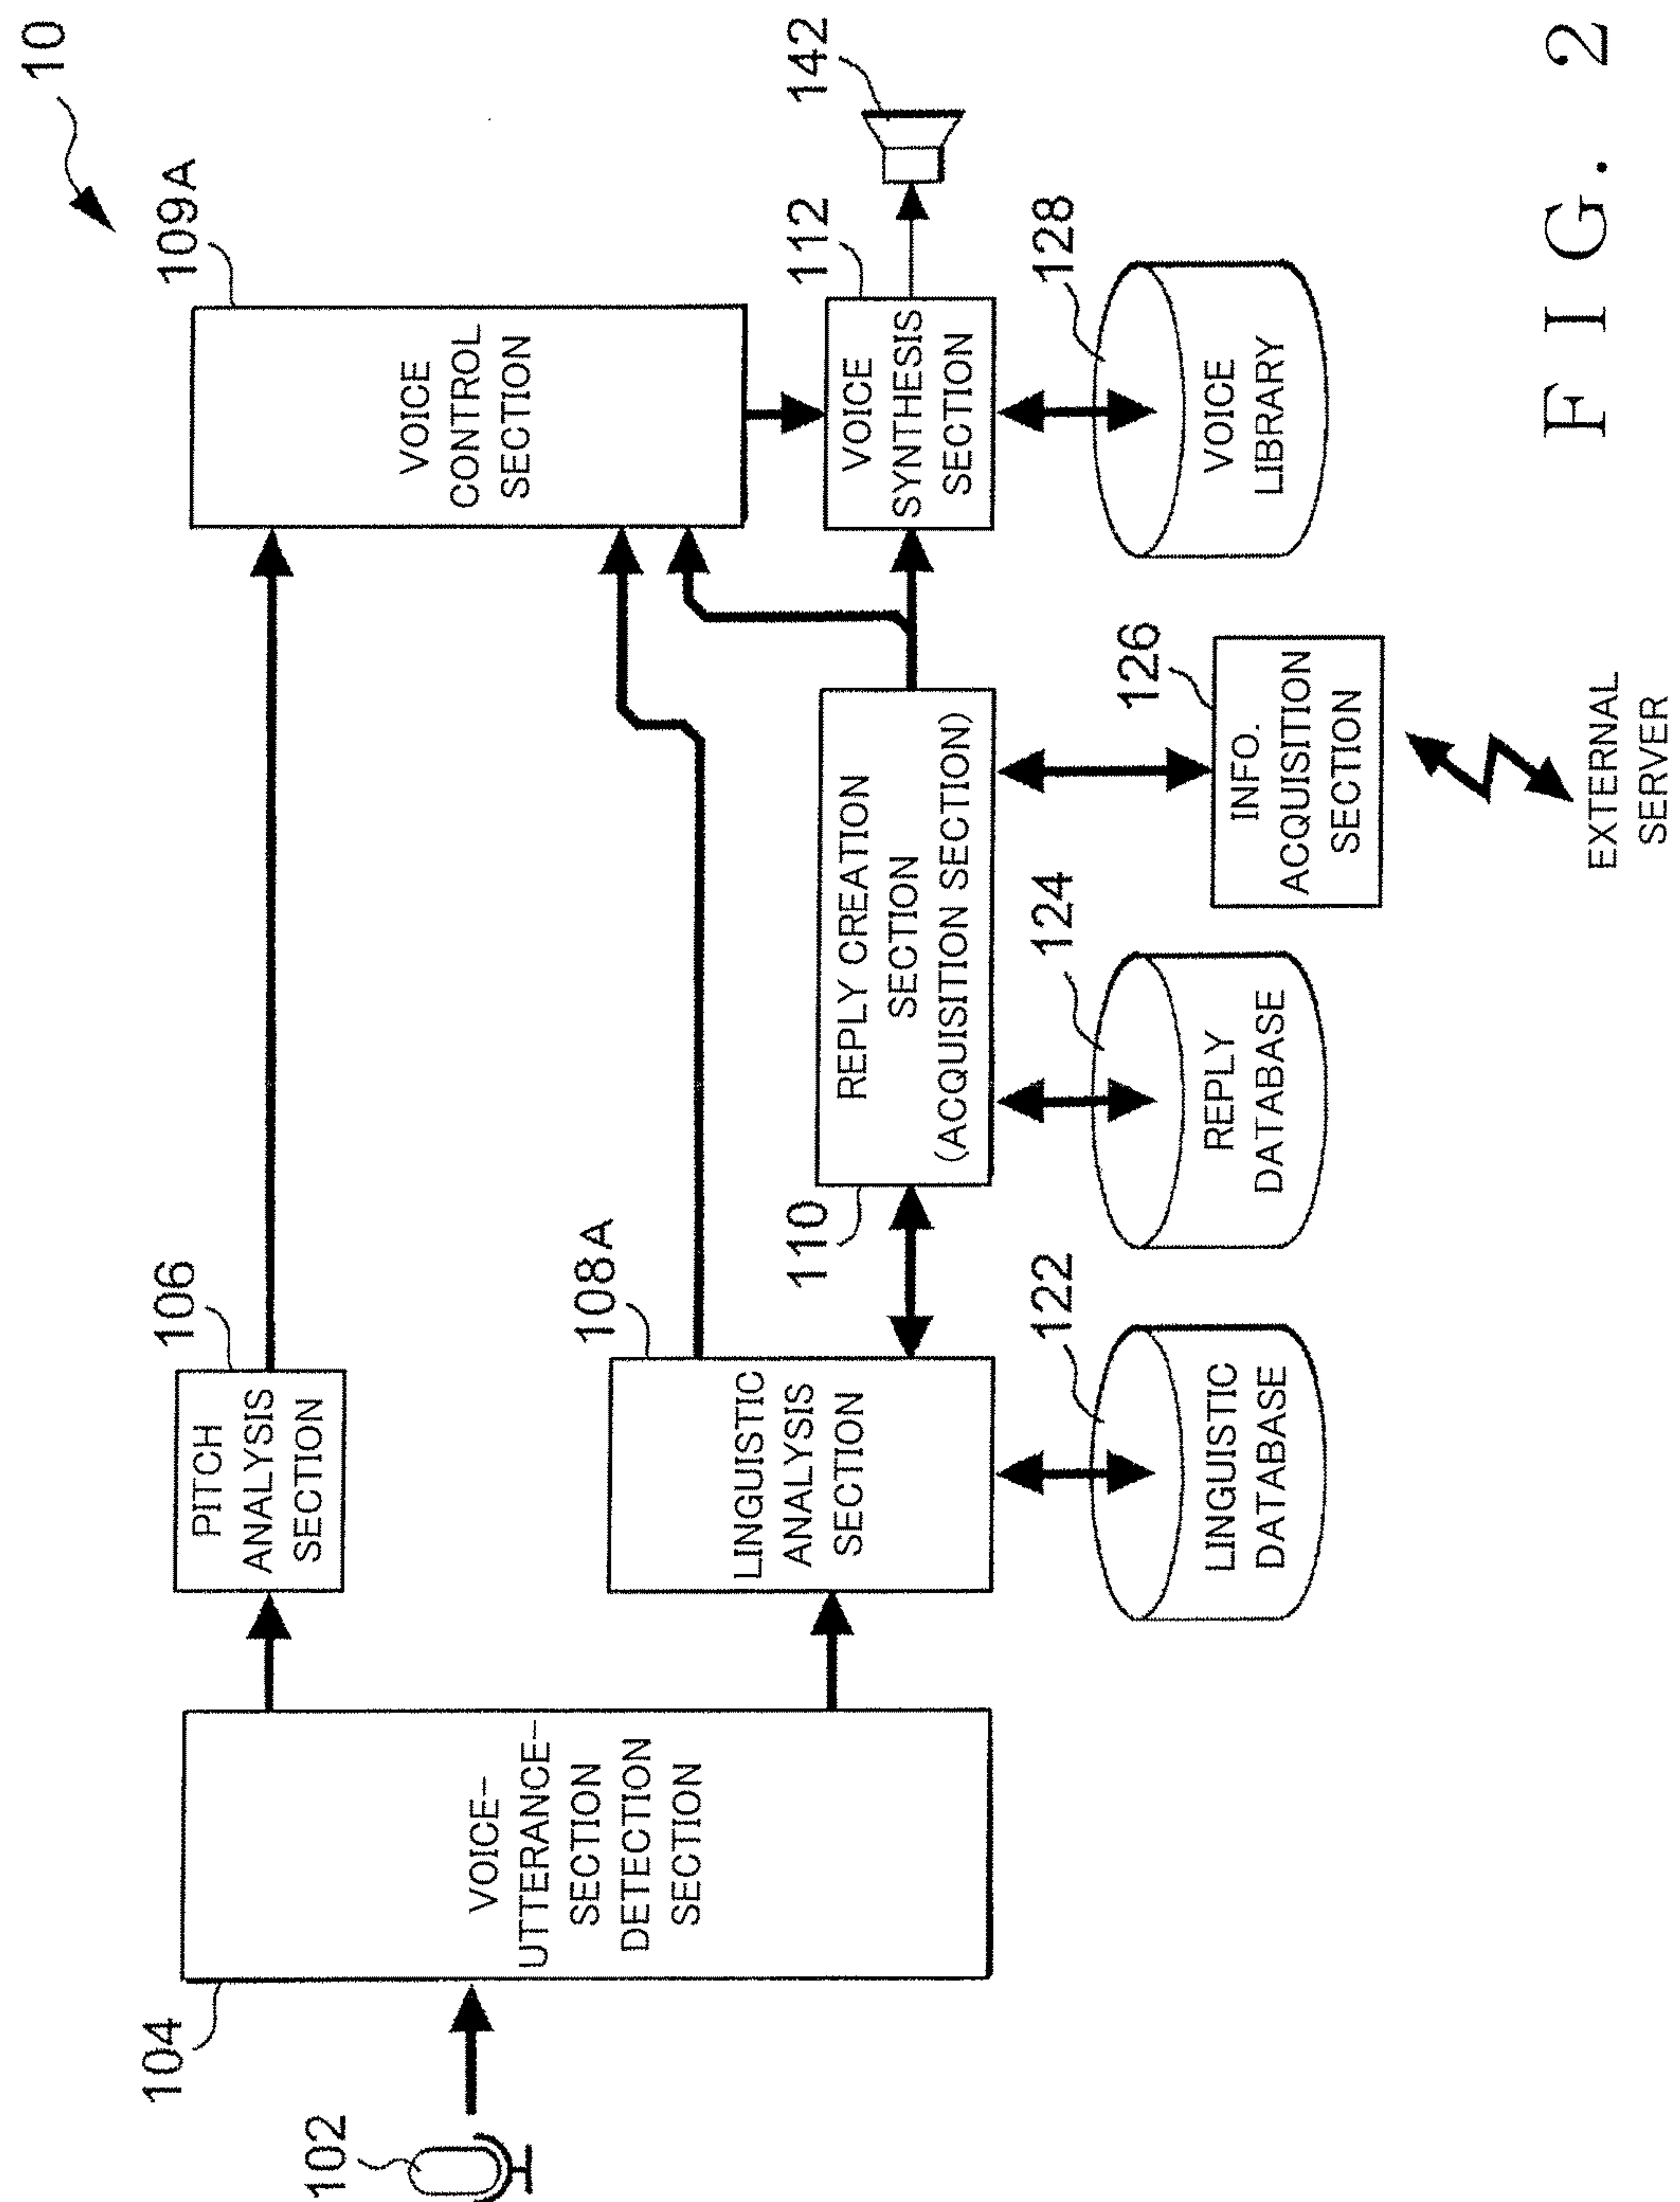 10
102
104
VOICE-
UTTERANCE-
SECTION
DETECTION
SECTION
106
PITCH
ANALYSIS
SECTION
108A
LINGUISTIC
ANALYSIS
SECTION
109A
VOICE
CONTROL
SECTION
110
REPLY CREATION
SECTION
(ACQUISITION SECTION)
112
VOICE
SYNTHESIS
SECTION
142
122
LINGUISTIC
DATABASE
124
REPLY
DATABASE
126
INFO.
ACQUISITION
SECTION
128
VOICE
LIBRARY
EXTERNAL
SERVER
FIG. 2